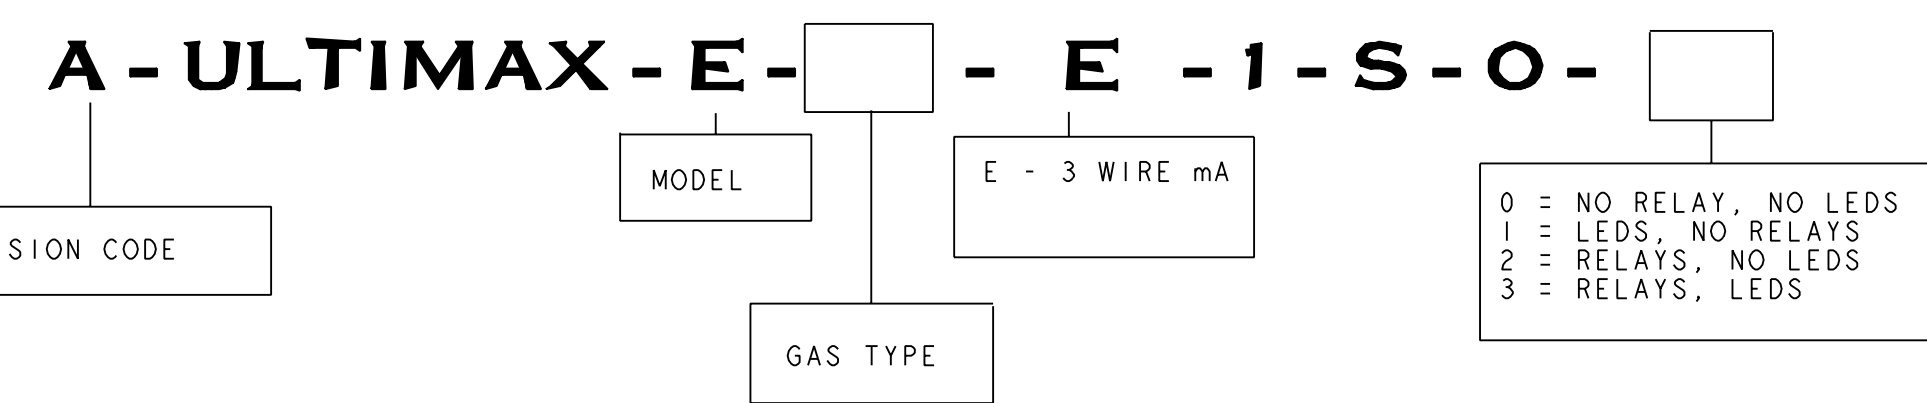 A-ULTIMAX-E- - E -1-S-O-
MODEL
E - 3 WIRE mA
SION CODE
0 = NO RELAY, NO LEDS
1 = LEDS, NO RELAYS
2 = RELAYS, NO LEDS
3 = RELAYS, LEDS
GAS TYPE